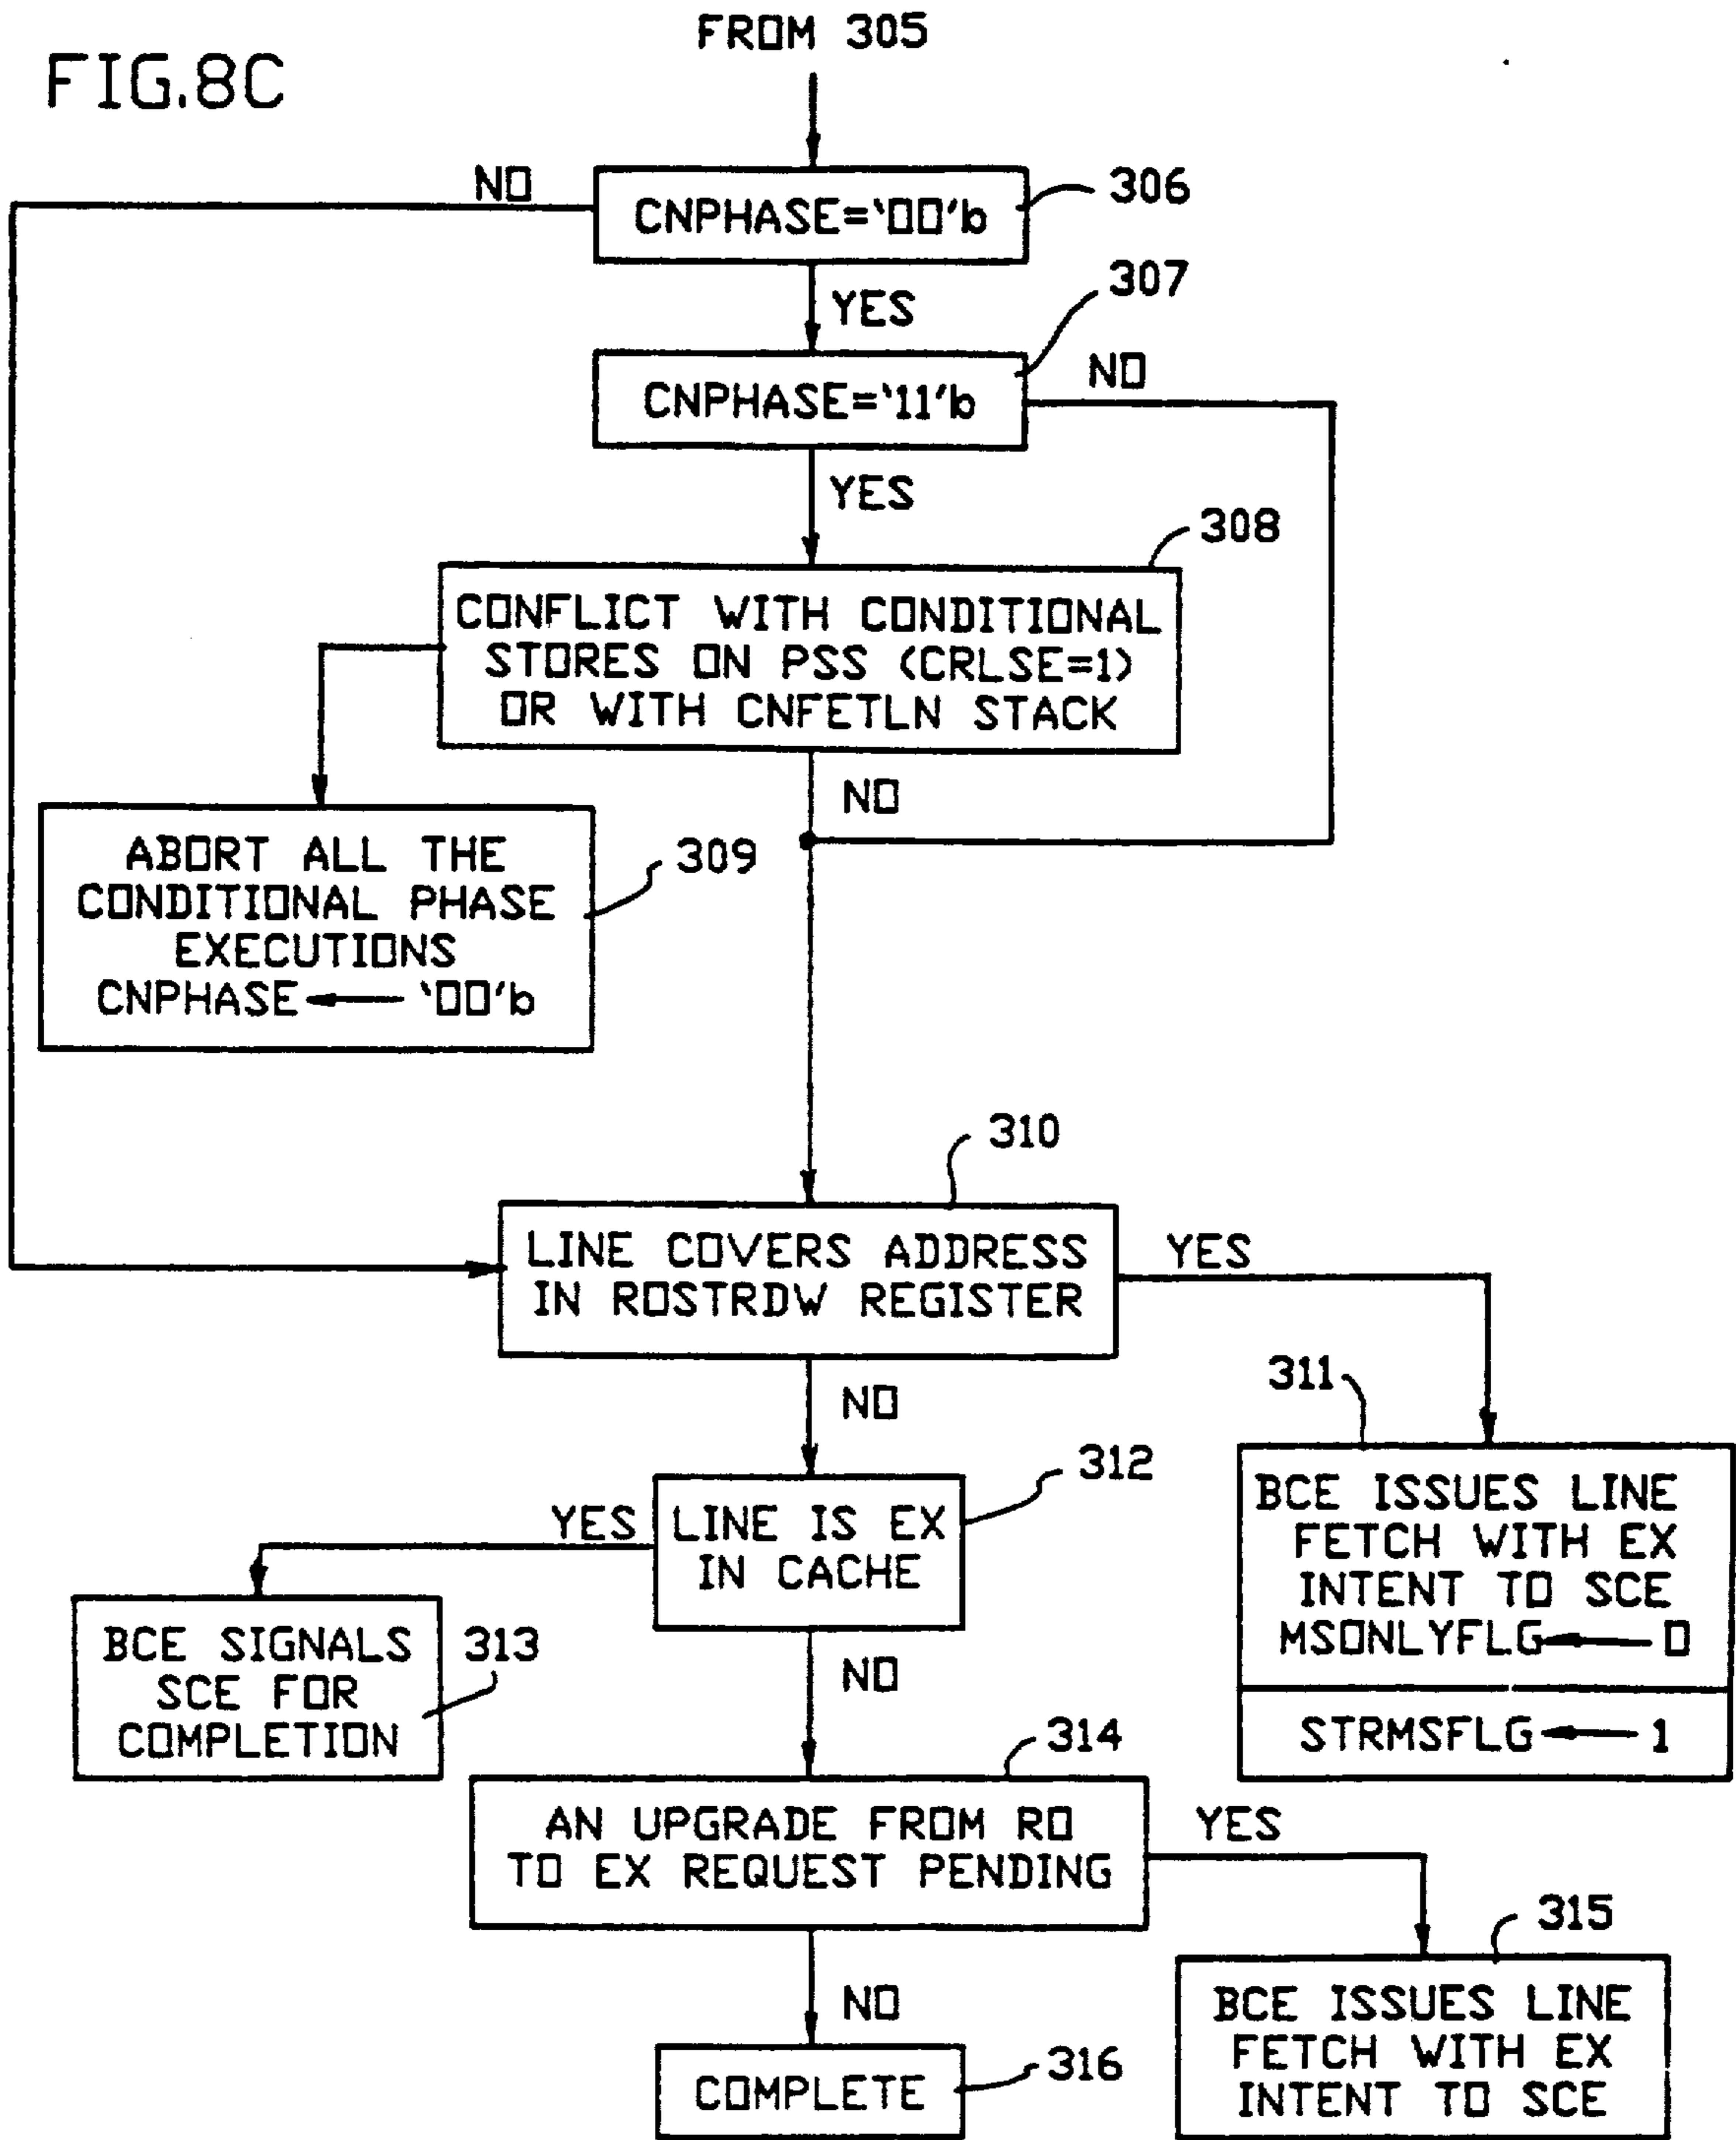 FROM 305
FIG.8C
NO
CNPHASE='00'b
306
YES
307
CNPHASE='11'b
NO
YES
308
CONFLICT WITH CONDITIONAL
STORES ON PSS (CRLSE=1)
OR WITH CNFETLN STACK
NO
ABORT ALL THE
CONDITIONAL PHASE
EXECUTIONS
CNPHASE ← '00'b
309
310
LINE COVERS ADDRESS
IN ROSTRDW REGISTER
YES
NO
311
BCE ISSUES LINE
FETCH WITH EX
INTENT TO SCE
MSONLYFLG ← 0
STRMSFLG ← 1
312
YES
LINE IS EX
IN CACHE
BCE SIGNALS
SCE FOR
COMPLETION
313
NO
314
AN UPGRADE FROM RO
TO EX REQUEST PENDING
YES
315
BCE ISSUES LINE
FETCH WITH EX
INTENT TO SCE
NO
COMPLETE
316